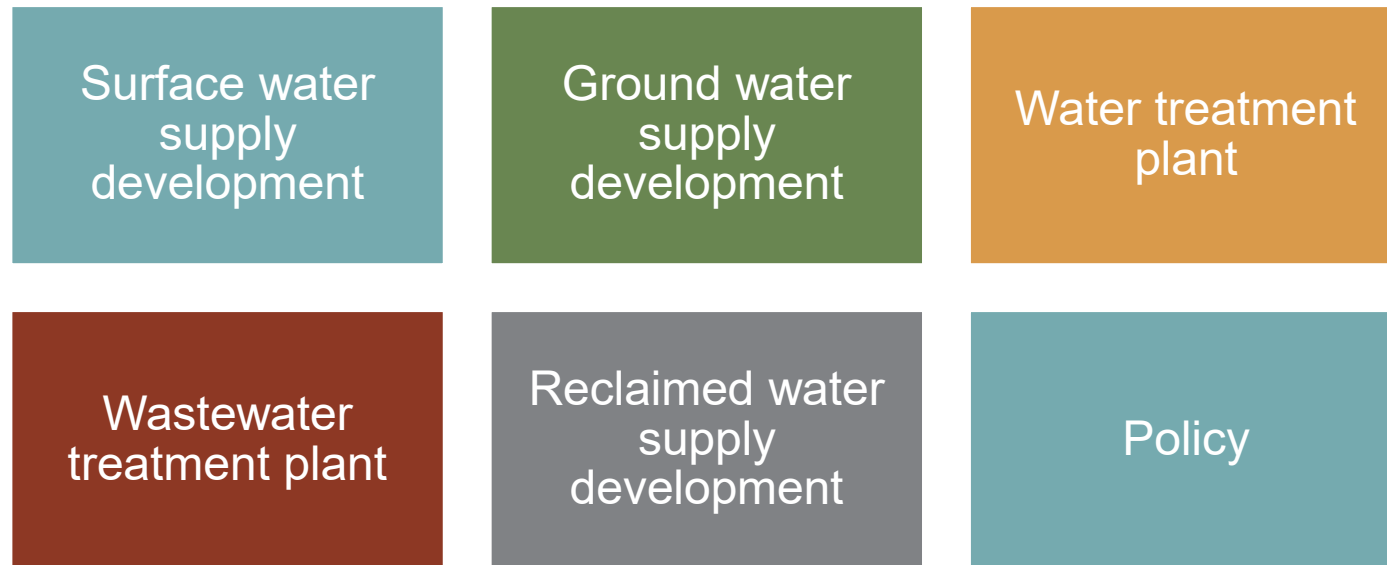 Surface water
supply
development
Ground water
supply
development
Water treatment
plant
Wastewater
treatment plant
Reclaimed water
supply
development
Policy